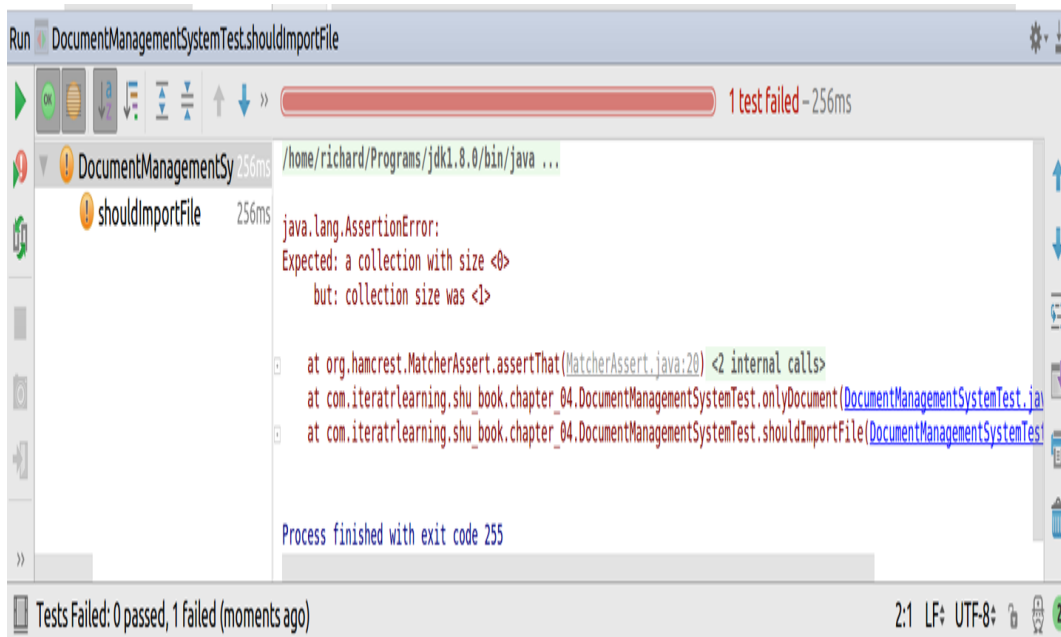 Run DocumentManagementSystemTest.shouldImportFile
1 test failed – 256ms
DocumentManagementSy 256ms
shouldImportFile 256ms
/home/richard/Programs/jdk1.8.0/bin/java ...
java.lang.AssertionError:
Expected: a collection with size <0>
but: collection size was <1>
at org.hamcrest.MatcherAssert.assertThat(MatcherAssert.java:20) <2 internal calls>
at com.iteratrlearning.shu_book.chapter_04.DocumentManagementSystemTest.onlyDocument(DocumentManagementSystemTest.jav
at com.iteratrlearning.shu_book.chapter_04.DocumentManagementSystemTest.shouldImportFile(DocumentManagementSystemTest
Process finished with exit code 255
Tests Failed: 0 passed, 1 failed (moments ago)
2:1 LF UTF-8